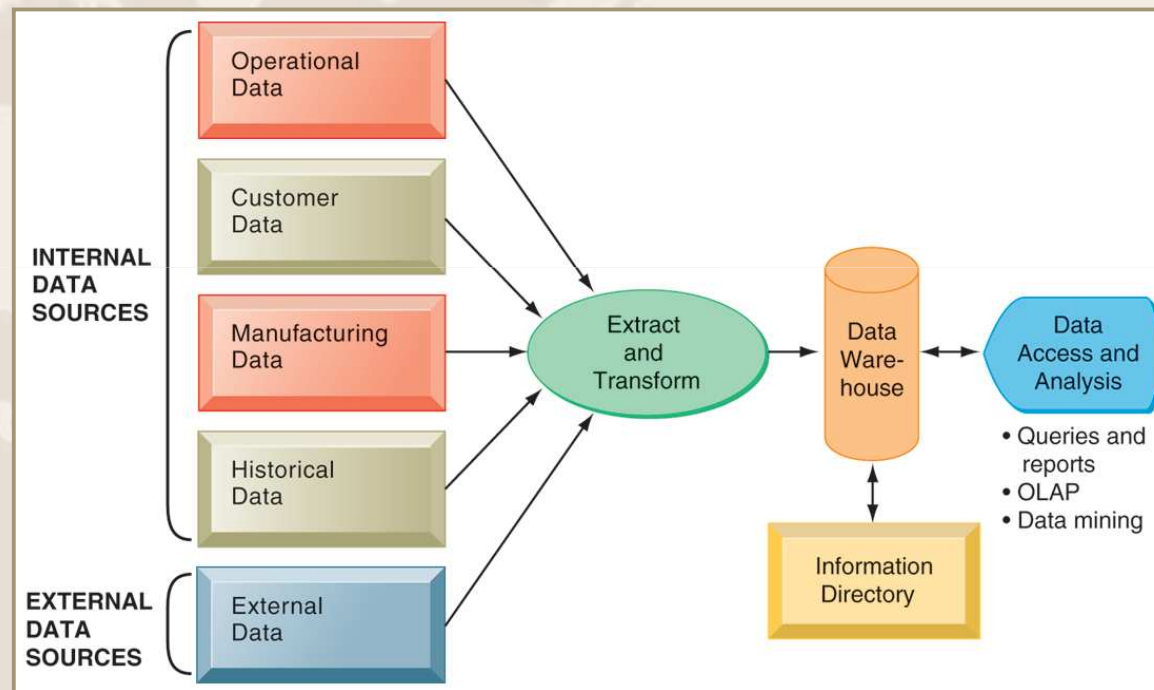 INTERNAL
DATA
SOURCES
Operational
Data
Customer
Data
Manufacturing
Data
Historical
Data
EXTERNAL
DATA
SOURCES
External
Data
Extract
and
Transform
Data
Ware-
house
Information
Directory
Data
Access and
Analysis
• Queries and
reports
• OLAP
• Data mining